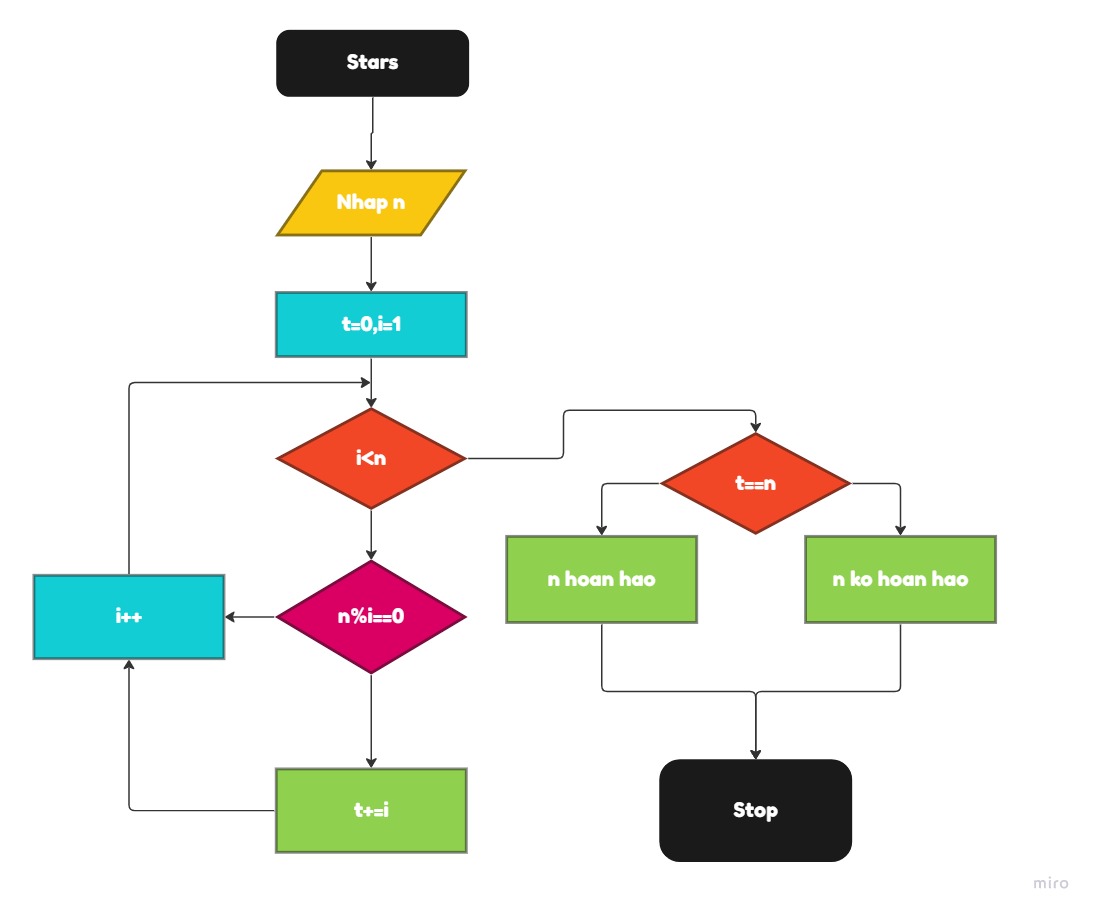 Stars
Nhap n
t=0,i=1
i<n
t==n
n hoan hao
n ko hoan hao
i++
n%i==0
t+=i
Stop
miro